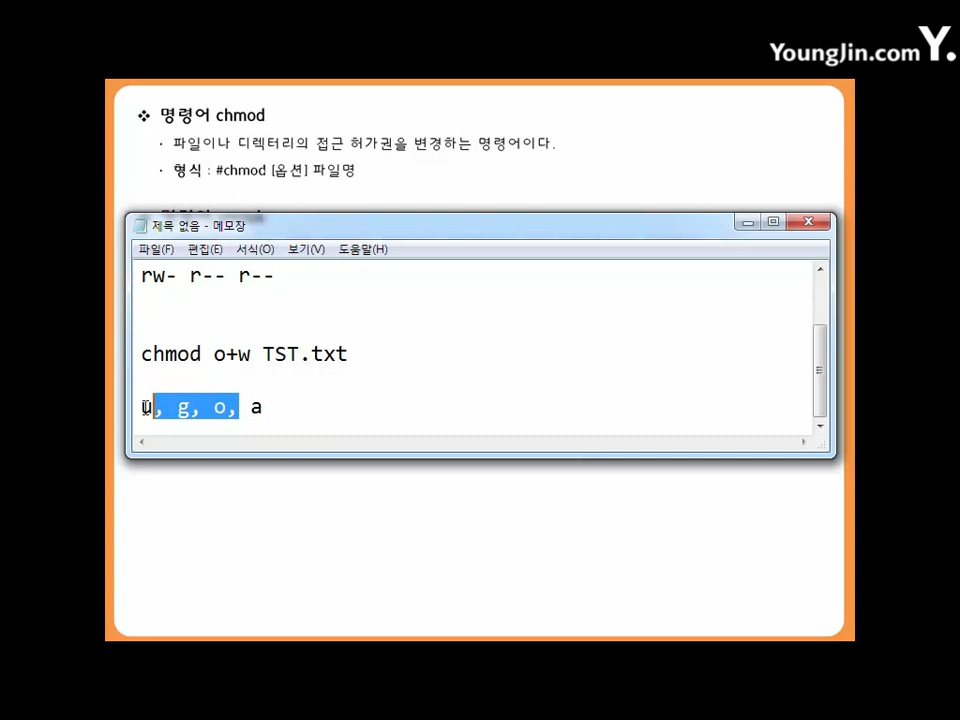 YoungJin.com Y.
❖ 명령어 chmod
· 파일이나 디렉터리의 접근 허가권을 변경하는 명령어이다.
· 형식 : #chmod [옵션] 파일명
제목 없음 - 메모장
파일(F) 편집(E) 서식(O) 보기(V) 도움말(H)
rw- r-- r--
chmod o+w TST.txt
u, g, o, a